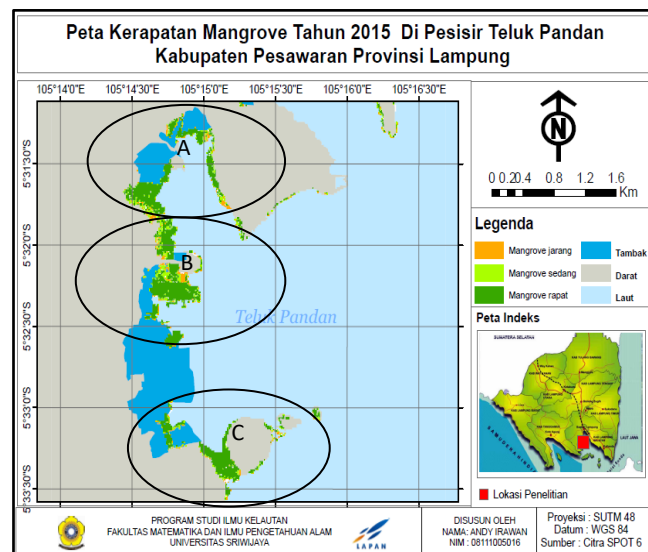 Peta Kerapatan Mangrove Tahun 2015 Di Pesisir Teluk Pandan
Kabupaten Pesawaran Provinsi Lampung
105°14'0"E 105°14'30"E 105°15'0"E 105°15'30"E 105°16'0"E 105°16'30"E
5°31'30"S
5°32'0"S
5°32'30"S
5°33'0"S
5°33'30"S
A
B
C
Teluk Pandan
N
0 0.2 0.4 0.8 1.2 1.6
Km
Legenda
Mangrove jarang
Mangrove sedang
Mangrove rapat
Tambak
Darat
Laut
Peta Indeks
SUMATERA SELATAN
LAUT JAWA
Lokasi Penelitian
PROGRAM STUDI ILMU KELAUTAN
FAKULTAS MATEMATIKA DAN ILMU PENGETAHUAN ALAM
UNIVERSITAS SRIWIJAYA
LAPAN
DISUSUN OLEH
NAMA: ANDY IRAWAN
NIM : 08111005016
Proyeksi : SUTM 48
Datum : WGS 84
Sumber : Citra SPOT 6